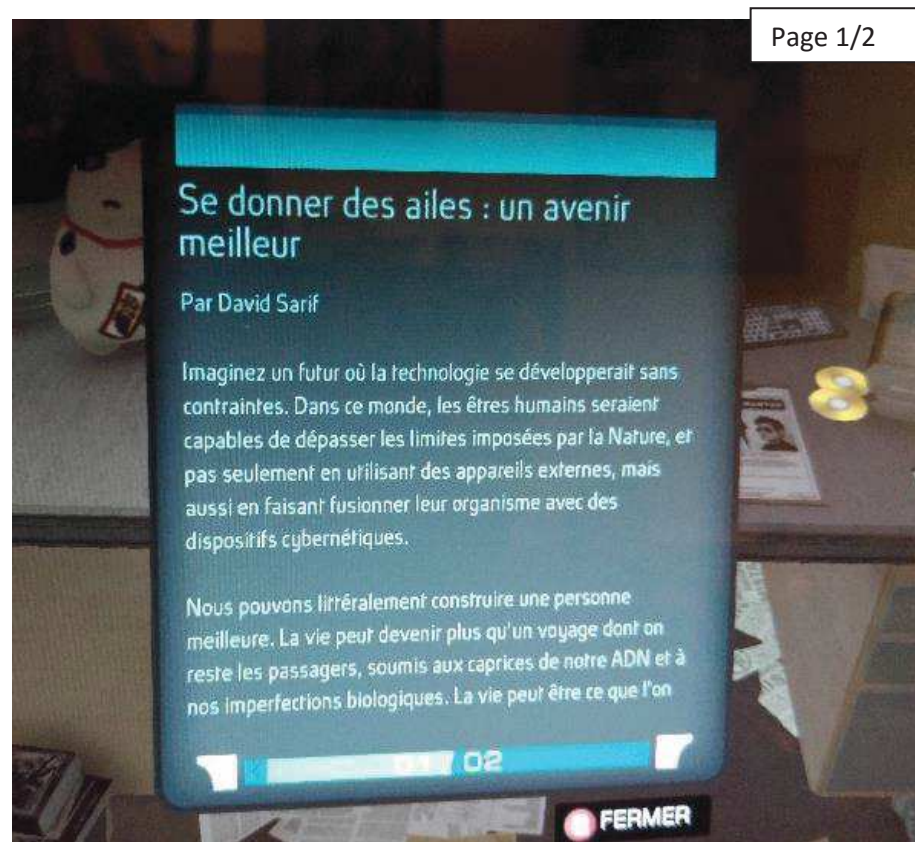 Page 1/2
Se donner des ailes : un avenir
meilleur
Par David Sarif
Imaginez un futur où la technologie se développerait sans
contraintes. Dans ce monde, les êtres humains seraient
capables de dépasser les limites imposées par la Nature, et
pas seulement en utilisant des appareils externes, mais
aussi en faisant fusionner leur organisme avec des
dispositifs cybernétiques.
Nous pouvons littéralement construire une personne
meilleure. La vie peut devenir plus qu'un voyage dont on
reste les passagers, soumis aux caprices de notre ADN et à
nos imperfections biologiques. La vie peut être ce que l'on
01 / 02
FERMER